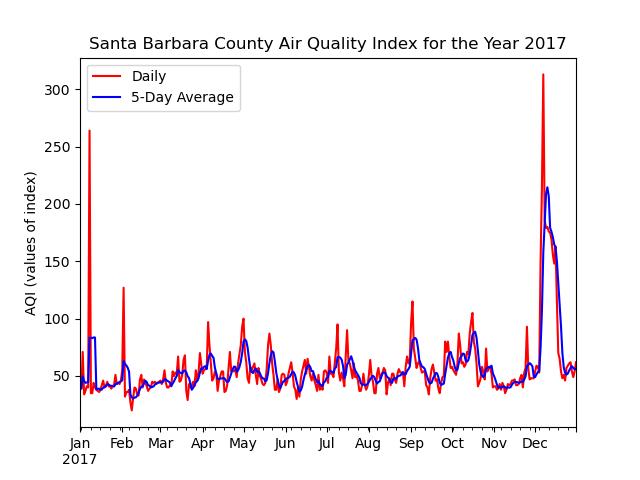 Santa Barbara County Air Quality Index for the Year 2017
Daily
5-Day Average
AQI (values of index)
300
250
200
150
100
50
Jan Feb Mar Apr May Jun Jul Aug Sep Oct Nov Dec
2017